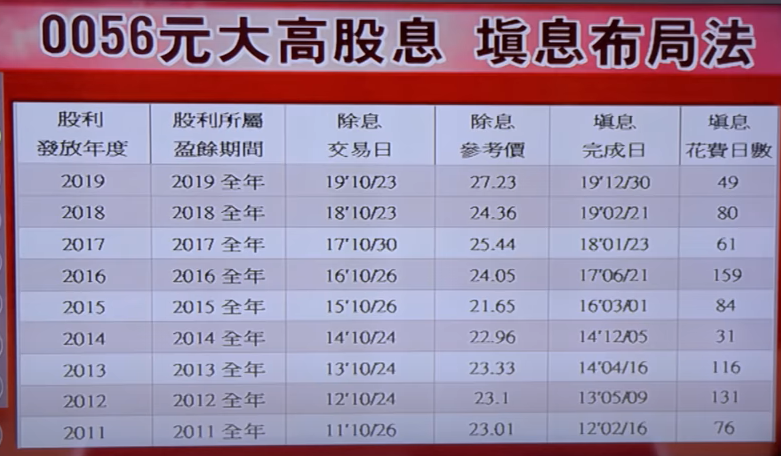 0056元大高股息 填息布局法
股利 股利所屬 除息 除息 填息 填息
發放年度 盈餘期間 交易日 參考價 完成日 花費日數
2019 2019 全年 19'10/23 27.23 19'12/30 49
2018 2018 全年 18'10/23 24.36 19'02/21 80
2017 2017 全年 17'10/30 25.44 18'01/23 61
2016 2016 全年 16'10/26 24.05 17'06/21 159
2015 2015 全年 15'10/26 21.65 16'03/01 84
2014 2014 全年 14'10/24 22.96 14'12/05 31
2013 2013 全年 13'10/24 23.33 14'04/16 116
2012 2012 全年 12'10/24 23.1 13'05/09 131
2011 2011 全年 11'10/26 23.01 12'02/16 76